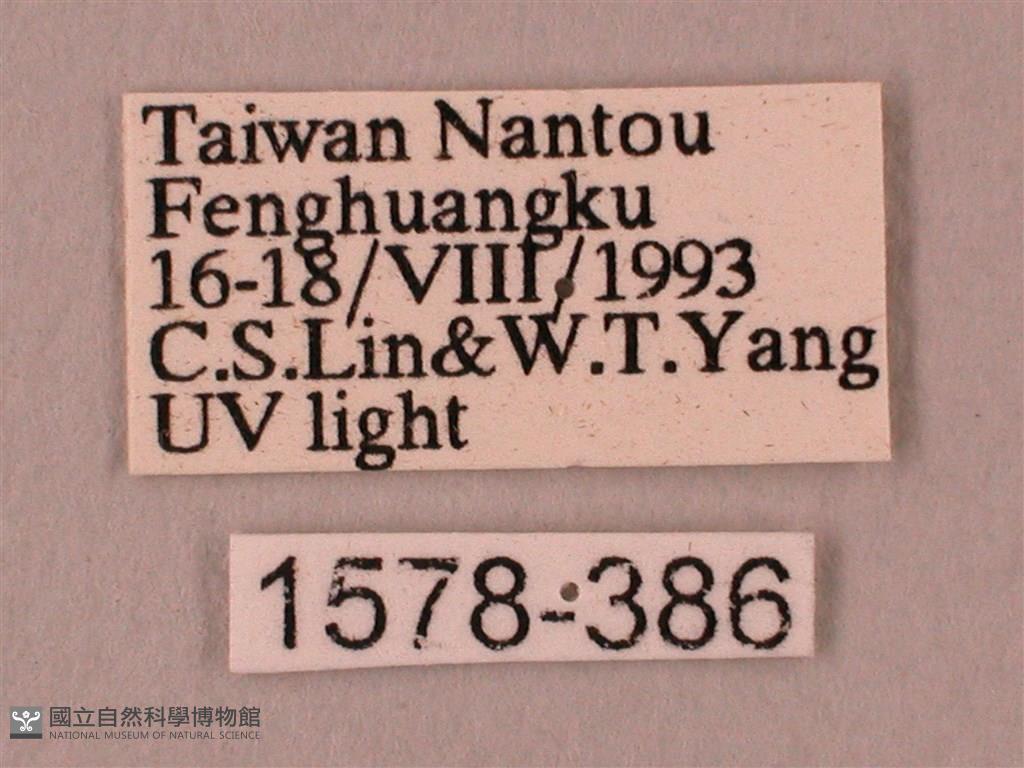 Taiwan Nantou
Fenghuangku
16-18/VIII/1993
C.S.Lin&W.T.Yang
UV light
1578-386
國立自然科學博物館
NATIONAL MUSEUM OF NATURAL SCIENCE